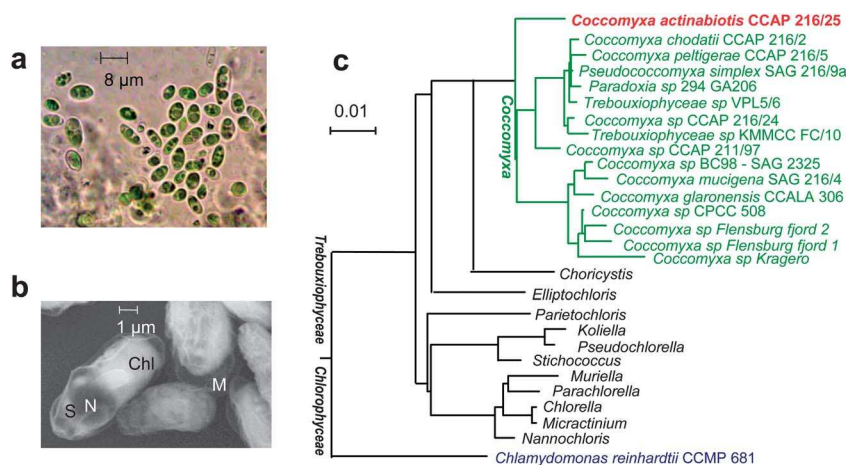 a
8 µm
b
1 µm
Chl
S
N
M
c
0.01
Trebouxiophyceae
Chlorophyceae
Coccomyxa
Coccomyxa actinabiotis CCAP 216/25
Coccomyxa chodatii CCAP 216/2
Coccomyxa peltigerae CCAP 216/5
Pseudococcomyxa simplex SAG 216/9a
Paradoxia sp 294 GA206
Trebouxiophyceae sp VPL5/6
Coccomyxa sp CCAP 216/24
Trebouxiophyceae sp KMMCC FC/10
Coccomyxa sp CCAP 211/97
Coccomyxa sp BC98 - SAG 2325
Coccomyxa mucigena SAG 216/4
Coccomyxa glaronensis CCALA 306
Coccomyxa sp CPCC 508
Coccomyxa sp Flensburg fjord 2
Coccomyxa sp Flensburg fjord 1
Coccomyxa sp Kragero
Choricystis
Elliptochloris
Parietochloris
Koliella
Pseudochlorella
Stichococcus
Muriella
Parachlorella
Chlorella
Micractinium
Nannochloris
Chlamydomonas reinhardtii CCMP 681